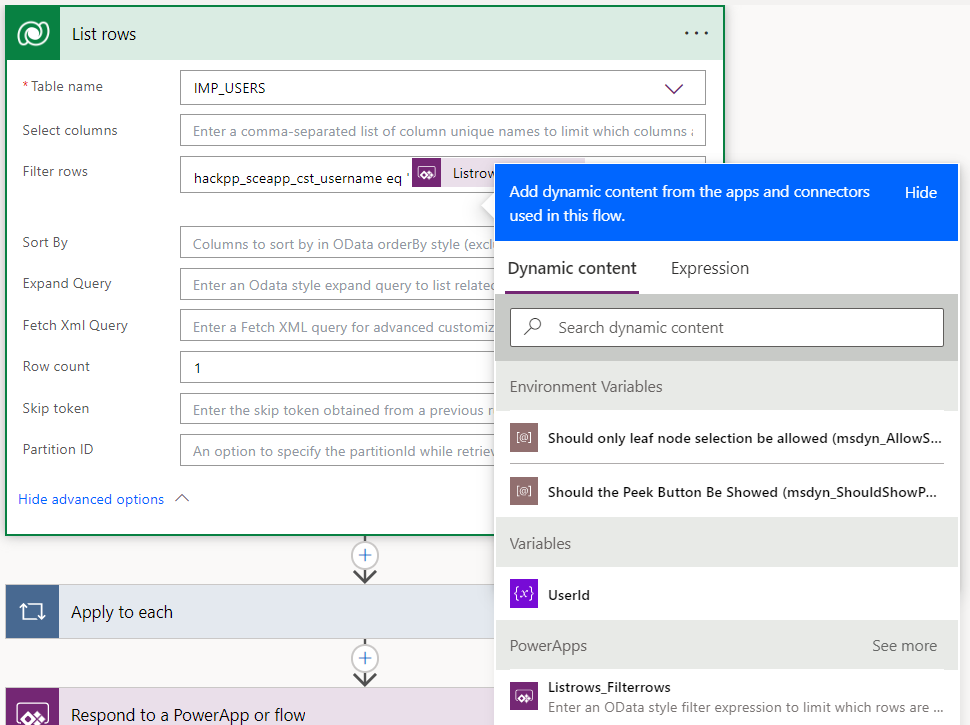 List rows
* Table name
IMP_USERS
Select columns
Enter a comma-separated list of column unique names to limit which columns
Filter rows
hackpp_sceapp_cst_username eq '
Listrow
Add dynamic content from the apps and connectors
used in this flow.
Hide
Sort By
Columns to sort by in OData orderBy style (excl
Dynamic content
Expression
Expand Query
Enter an Odata style expand query to list relate
Fetch Xml Query
Enter a Fetch XML query for advanced customiz
Search dynamic content
Row count
1
Environment Variables
Skip token
Enter the skip token obtained from a previous r
[@] Should only leaf node selection be allowed (msdyn_AllowS...
Partition ID
An option to specify the partitionId while retriev
[@] Should the Peek Button Be Showed (msdyn_ShouldShowP...
Hide advanced options
Variables
{x} UserId
Apply to each
PowerApps
See more
Listrows_Filterrows
Enter an OData style filter expression to limit which rows are ...
Respond to a PowerApp or flow